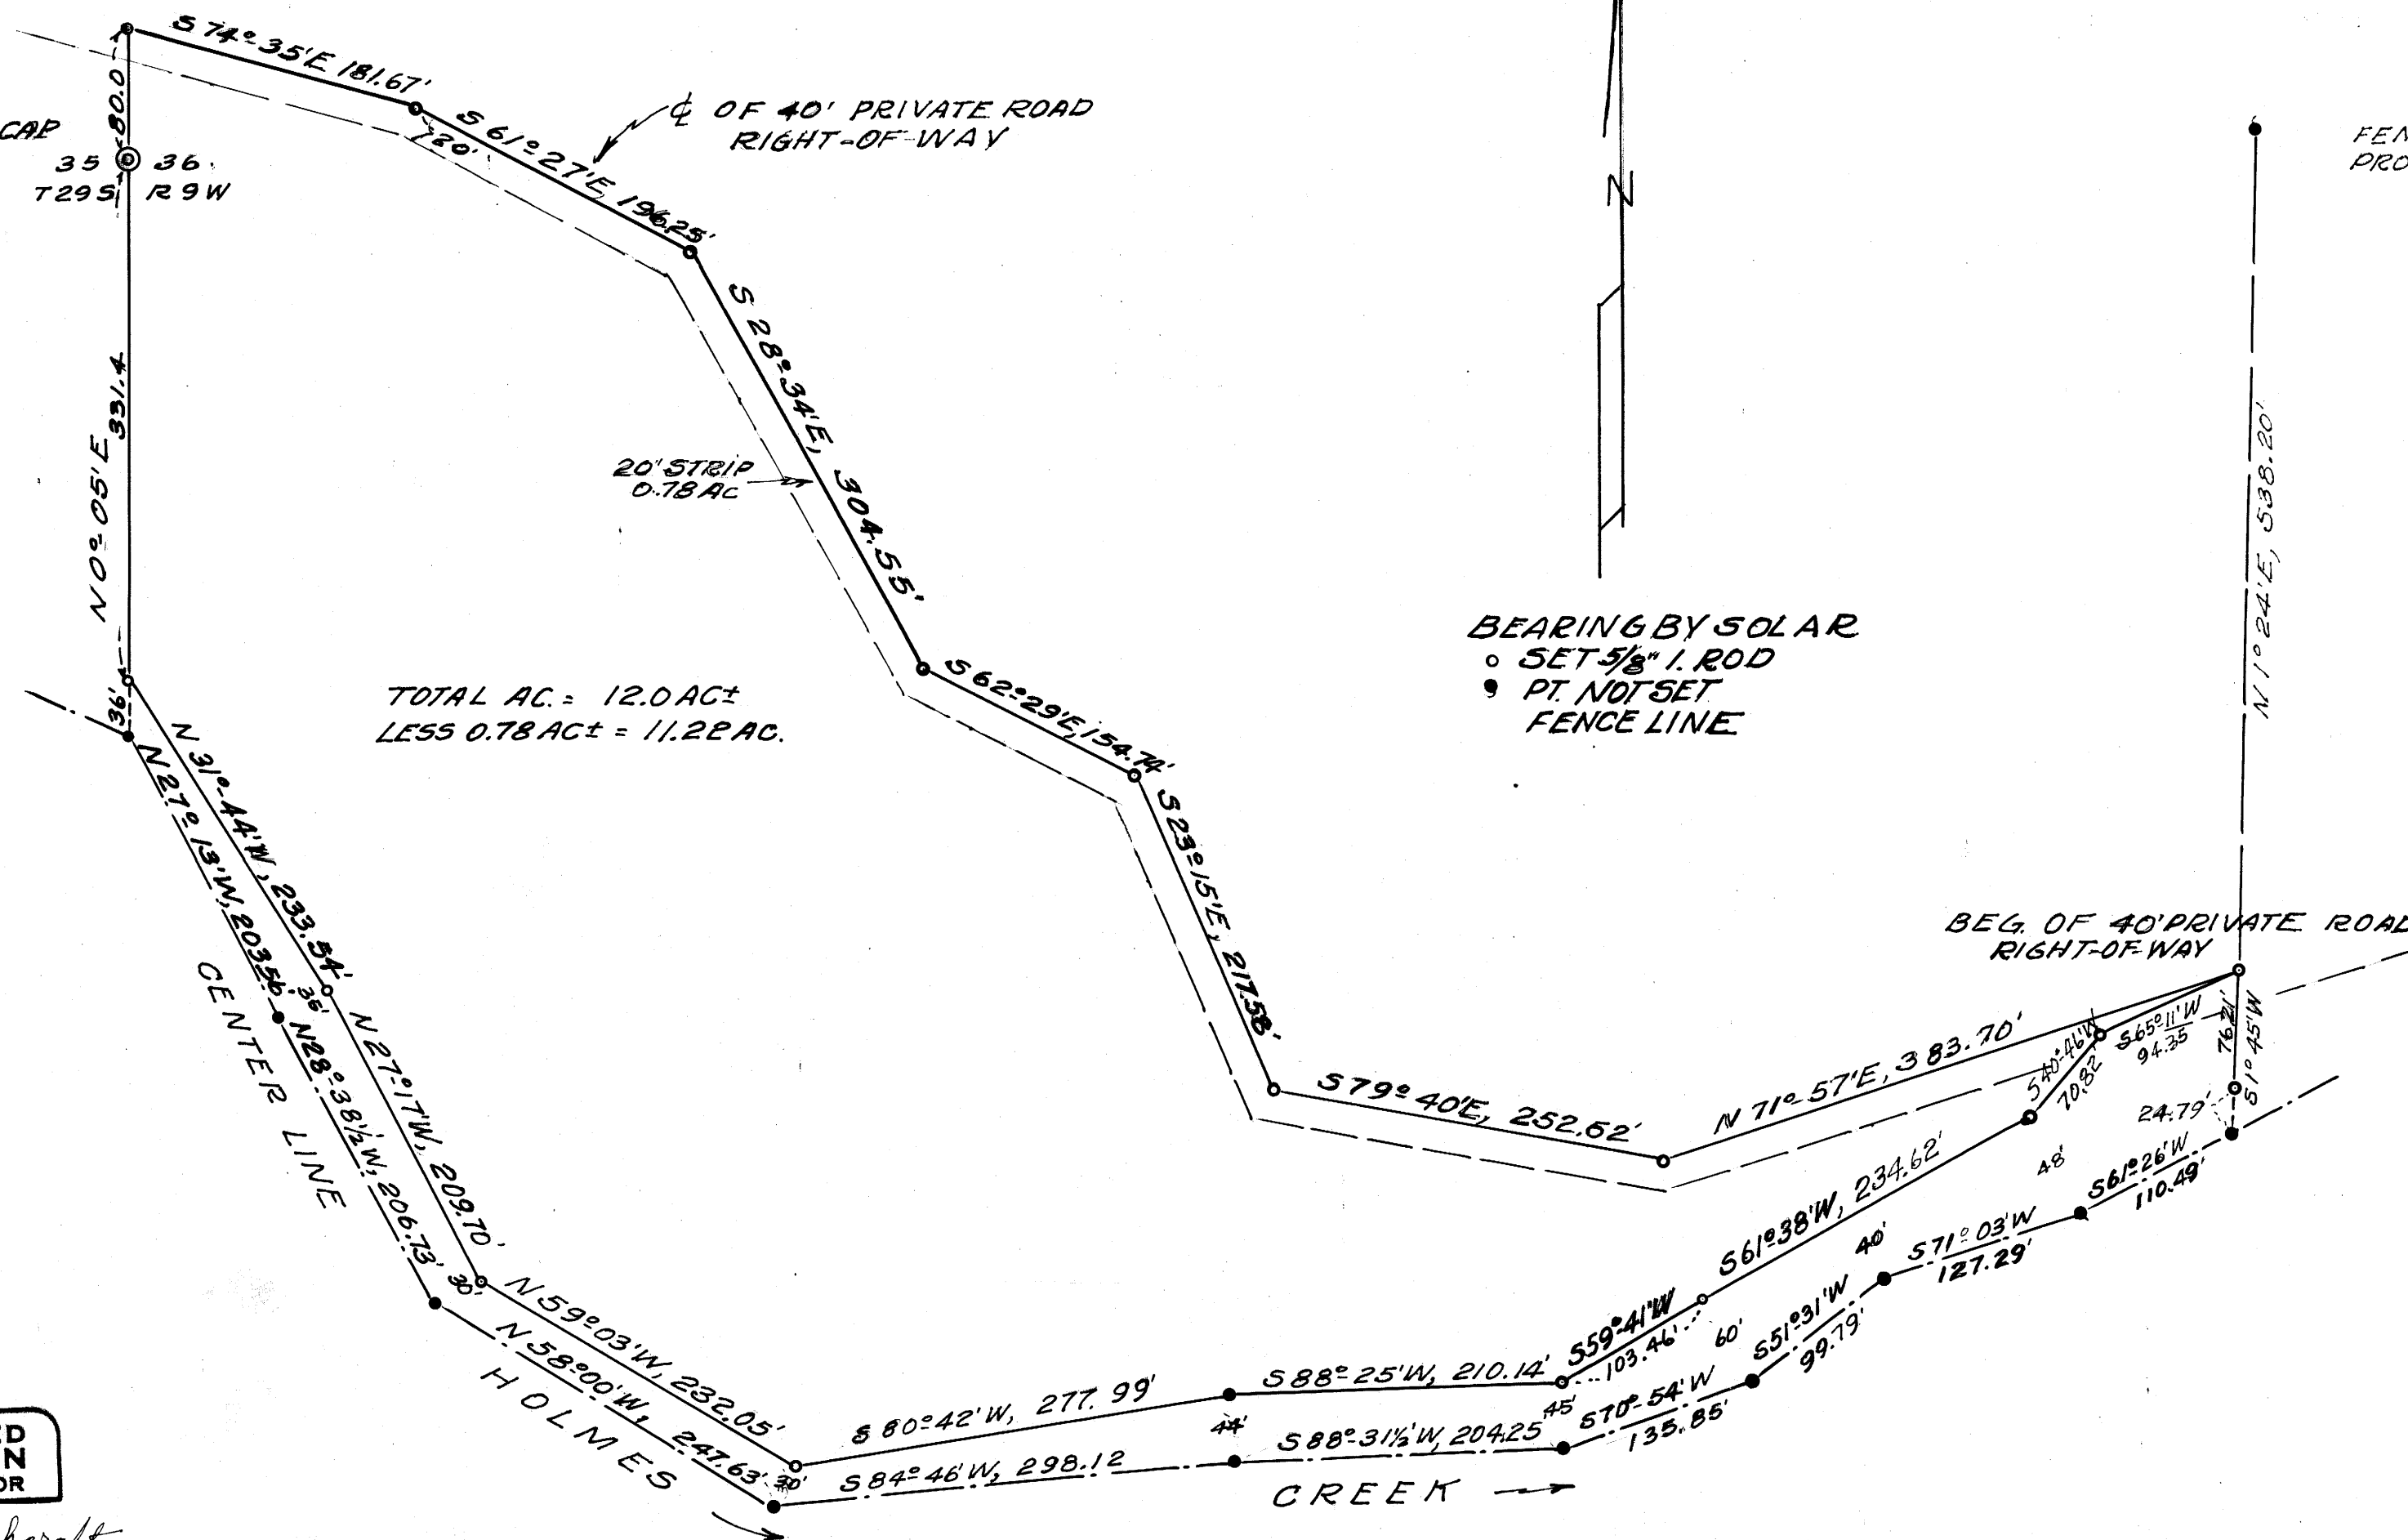 S 74°-35'E 181.67'
80.0
CAP
35 36
T29S R9W
20'
S 61°-27'E, 196.25'
℄ OF 40' PRIVATE ROAD
RIGHT-OF-WAY
N
FEN
PRO
331.4
N 0°-05'E
S 28°-34'E, 304.55'
20' STRIP
0.78 AC
N 1°24'E, 538.20'
BEARING BY SOLAR
SET 5/8" I. ROD
PT. NOT SET
FENCE LINE
36'
TOTAL AC. = 12.0 AC±
LESS 0.78 AC± = 11.22 AC.
S 62°-29'E, 154.74'
N 31°-44'W, 233.54'
N 27°-13'W, 203.56'
36'
S 23°-15'E, 217.58'
BEG. OF 40' PRIVATE ROAD
RIGHT-OF-WAY
S 79°-40'E, 252.62'
N 71°-57'E, 383.70'
S 65°-11'W
94.35
S 40°-46'W
70.82
76.21'
S 1°45'W
24.79'
CENTER LINE
N 28°-38½'W, 206.73'
N 27°-17'W, 209.70'
30'
S 61°38'W, 234.62'
48'
S 61°26'W
110.49'
40'
S 71°03'W
127.29'
N 59°-03'W, 232.05'
N 58°00'W, 247.63'
30'
S 80°-42'W, 277.99'
44'
S 88°-25'W, 210.14'
45'
S 59°-41'W
103.46'
60'
S 51°31'W
99.79'
S 84°-46'W, 298.12
S 88°-31½'W, 204.25
S 70°-54'W
135.85'
HOLMES
CREEK
ED
N
OR